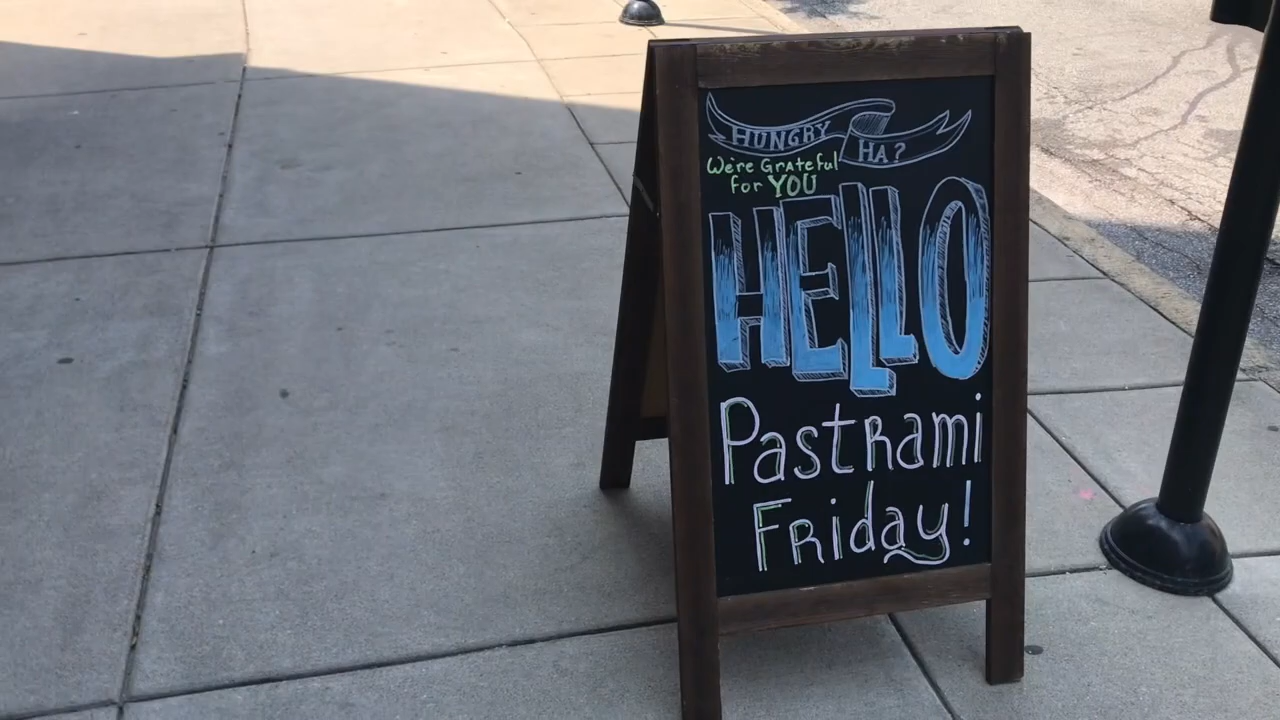 HUNGRY
HA?
We're Grateful
for YOU
HELLO
Pastrami
Friday!